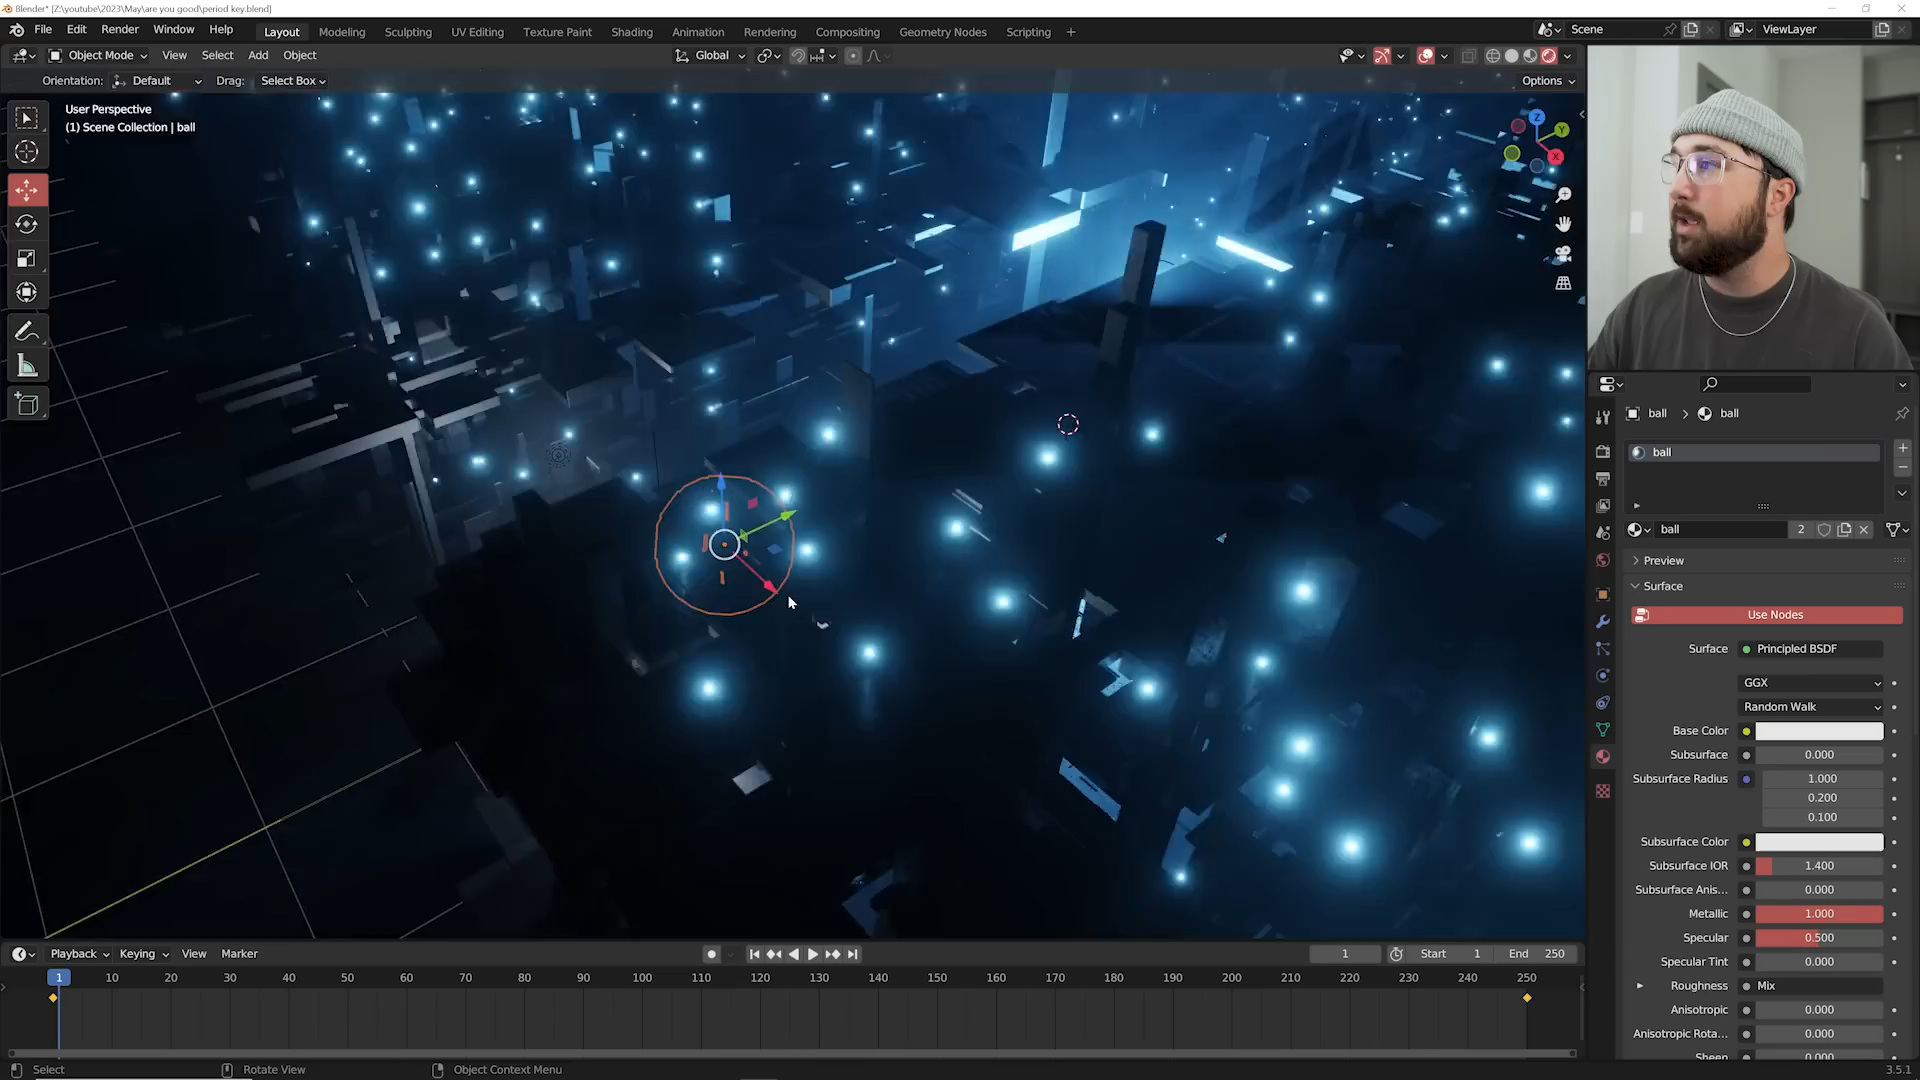 Blender* [Z:\youtube\2023\May\are you good\period key.blend]
File Edit Render Window Help Layout Modeling Sculpting UV Editing Texture Paint Shading Animation Rendering Compositing Geometry Nodes Scripting + Scene ViewLayer
Object Mode View Select Add Object Global
Orientation: Default Drag: Select Box Options
User Perspective
(1) Scene Collection | ball
Z
Y
X
ball > ball
ball
ball 2
Preview
Surface
Use Nodes
Surface Principled BSDF
GGX
Random Walk
Base Color
Subsurface 0.000
Subsurface Radius 1.000
0.200
0.100
Subsurface Color
Subsurface IOR 1.400
Subsurface Anis... 0.000
Metallic 1.000
Specular 0.500
Specular Tint 0.000
Roughness Mix
Anisotropic 0.000
Anisotropic Rota... 0.000
Sheen 0.000
Playback Keying View Marker 1 Start 1 End 250
1 10 20 30 40 50 60 70 80 90 100 110 120 130 140 150 160 170 180 190 200 210 220 230 240 250
Select Rotate View Object Context Menu 3.5.1